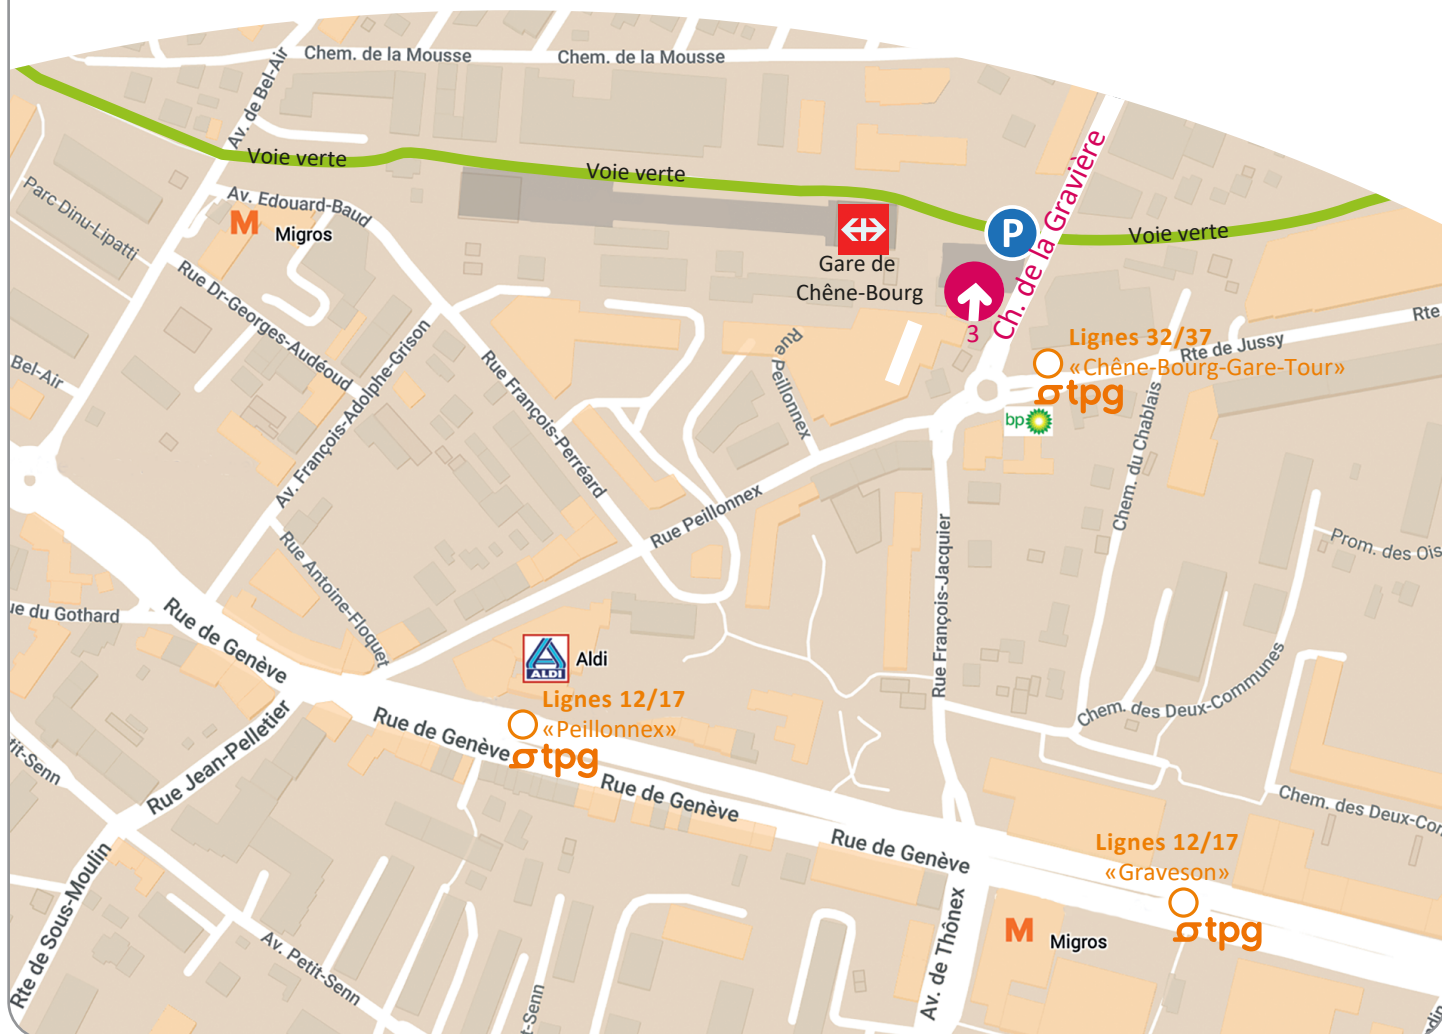 Chem. de la Mousse
Chem. de la Mousse
Av. de Bel-Air
Voie verte
Voie verte
Voie verte
Ch. de la Gravière
P
Parc Dinu-Lipatti
Av. Edouard-Baud
M
Migros
Gare de
Chêne-Bourg
3
Rue Dr-Georges-Audéoud
Av. François-Adolphe-Grison
Rue François-Perréard
Rue Peillonnex
Lignes 32/37
«Chêne-Bourg-Gare-Tour»
tpg
Rte de Jussy
Rte
bp
Bel-Air
Chem. du Chablais
Rue Peillonnex
Rue Antoine-Floquet
Rue François-Jacquier
Prom. des Ois
ue du Gothard
Rue de Genève
ALDI
Aldi
Lignes 12/17
«Peillonnex»
tpg
Chem. des Deux-Communes
Rue de Genève
Rue Jean-Pelletier
tit-Senn
Rue de Genève
Rue de Genève
Chem. des Deux-Co
Lignes 12/17
«Graveson»
tpg
M
Migros
Av. de Thônex
Rte de Sous-Moulin
Av. Petit-Senn
t-Senn